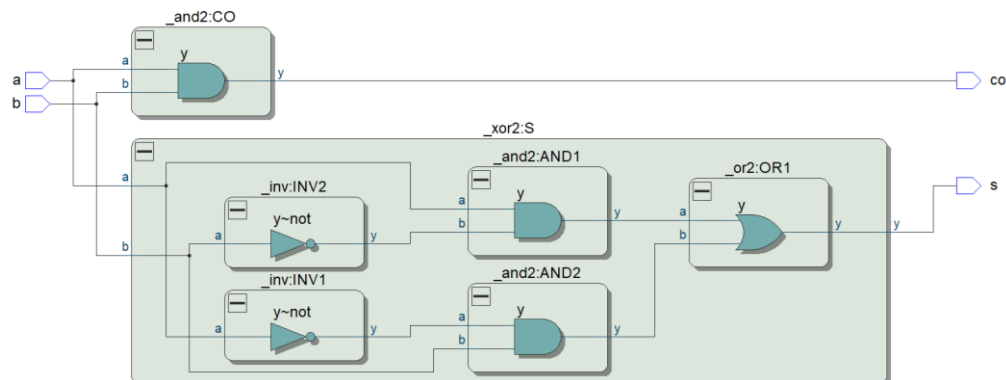 _and2:CO
y
a
a
y
co
b
b
_xor2:S
_and2:AND1
_or2:OR1
a
_inv:INV2
y
y
s
y~not
a
y
a
y
y
b
b
a
y
b
_inv:INV1
_and2:AND2
y~not
y
a
y
a
y
b